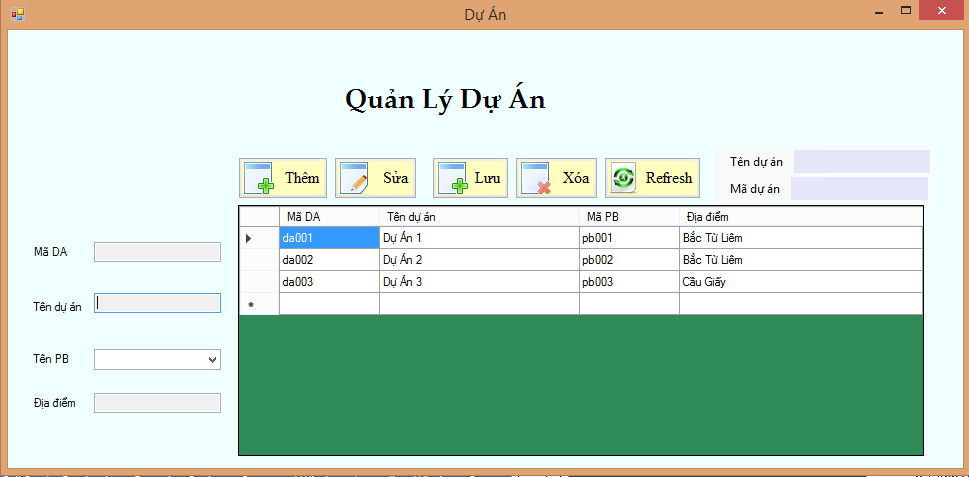 Dự Án
Quản Lý Dự Án
Thêm Sửa Lưu Xóa Refresh
Tên dự án
Mã dự án
Mã DA Tên dự án Mã PB Địa điểm
da001 Dự Án 1 pb001 Bắc Từ Liêm
da002 Dự Án 2 pb002 Bắc Từ Liêm
da003 Dự Án 3 pb003 Cầu Giấy
*
Mã DA
Tên dự án
Tên PB
Địa điểm